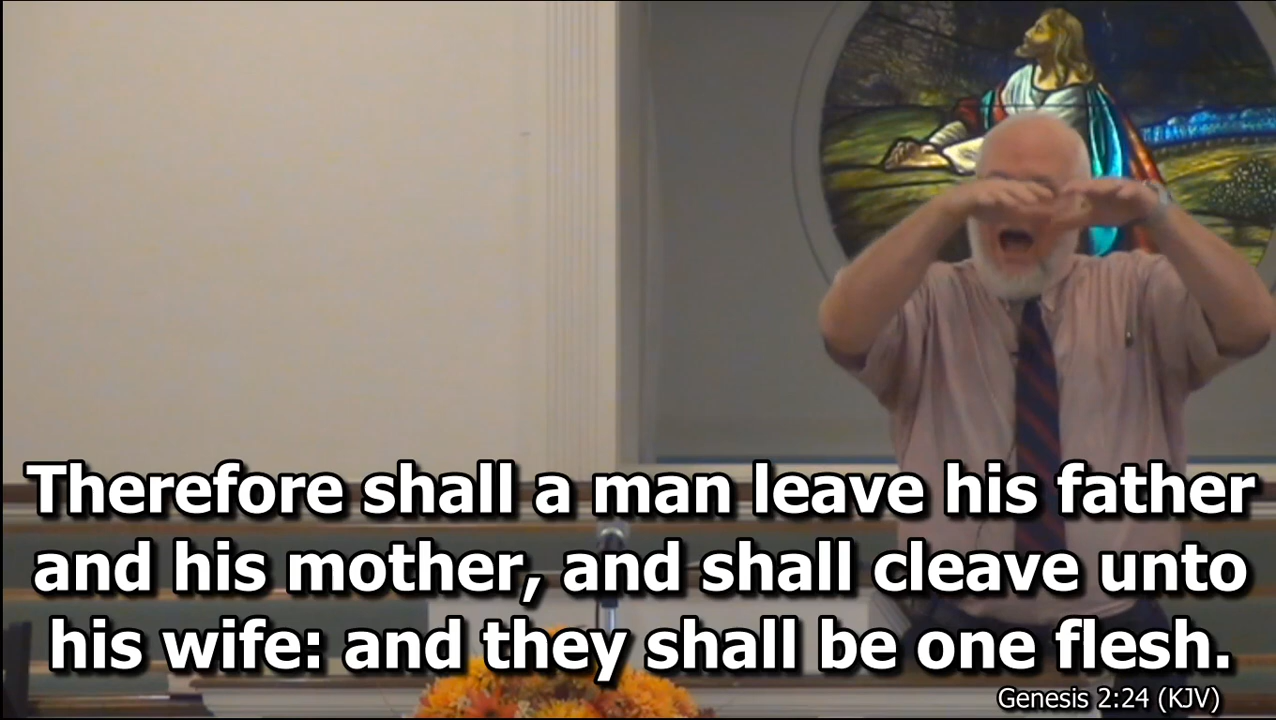 Therefore shall a man leave his father
and his mother, and shall cleave unto
his wife: and they shall be one flesh.
Genesis 2:24 (KJV)